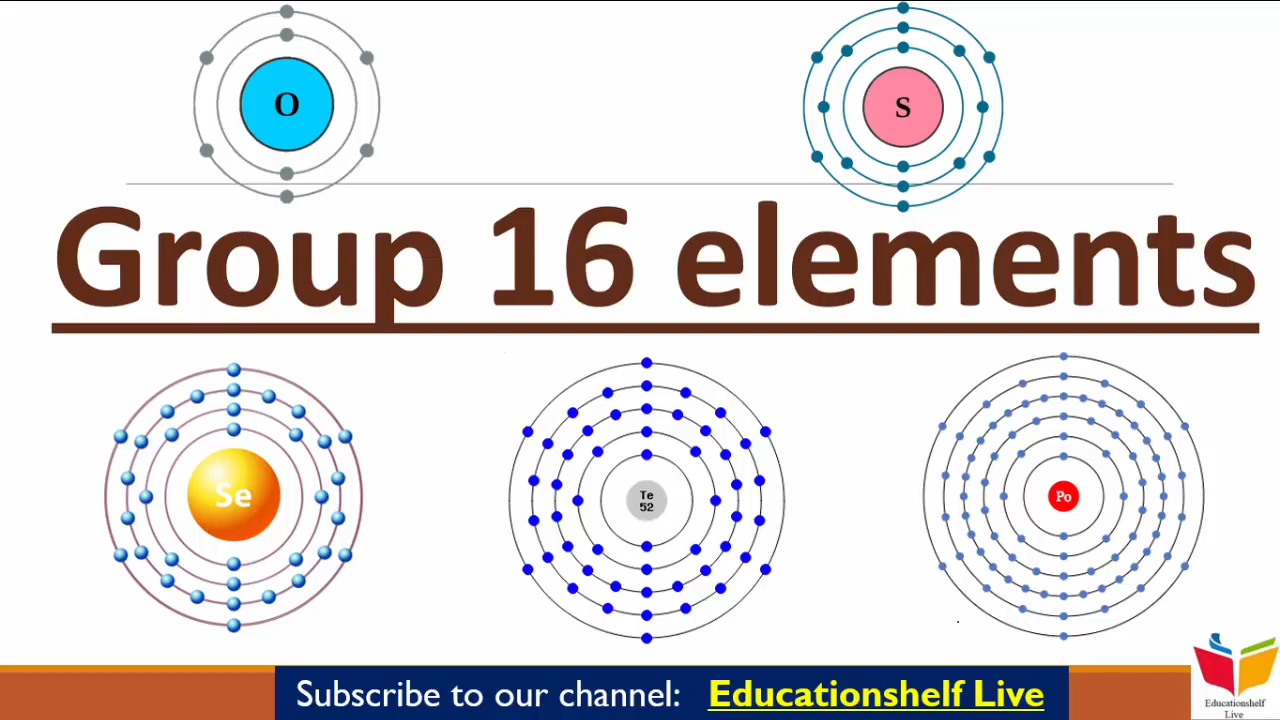 O
S
Group 16 elements
Se
Te
52
Po
Subscribe to our channel: Educationshelf Live
Educationshelf
Live